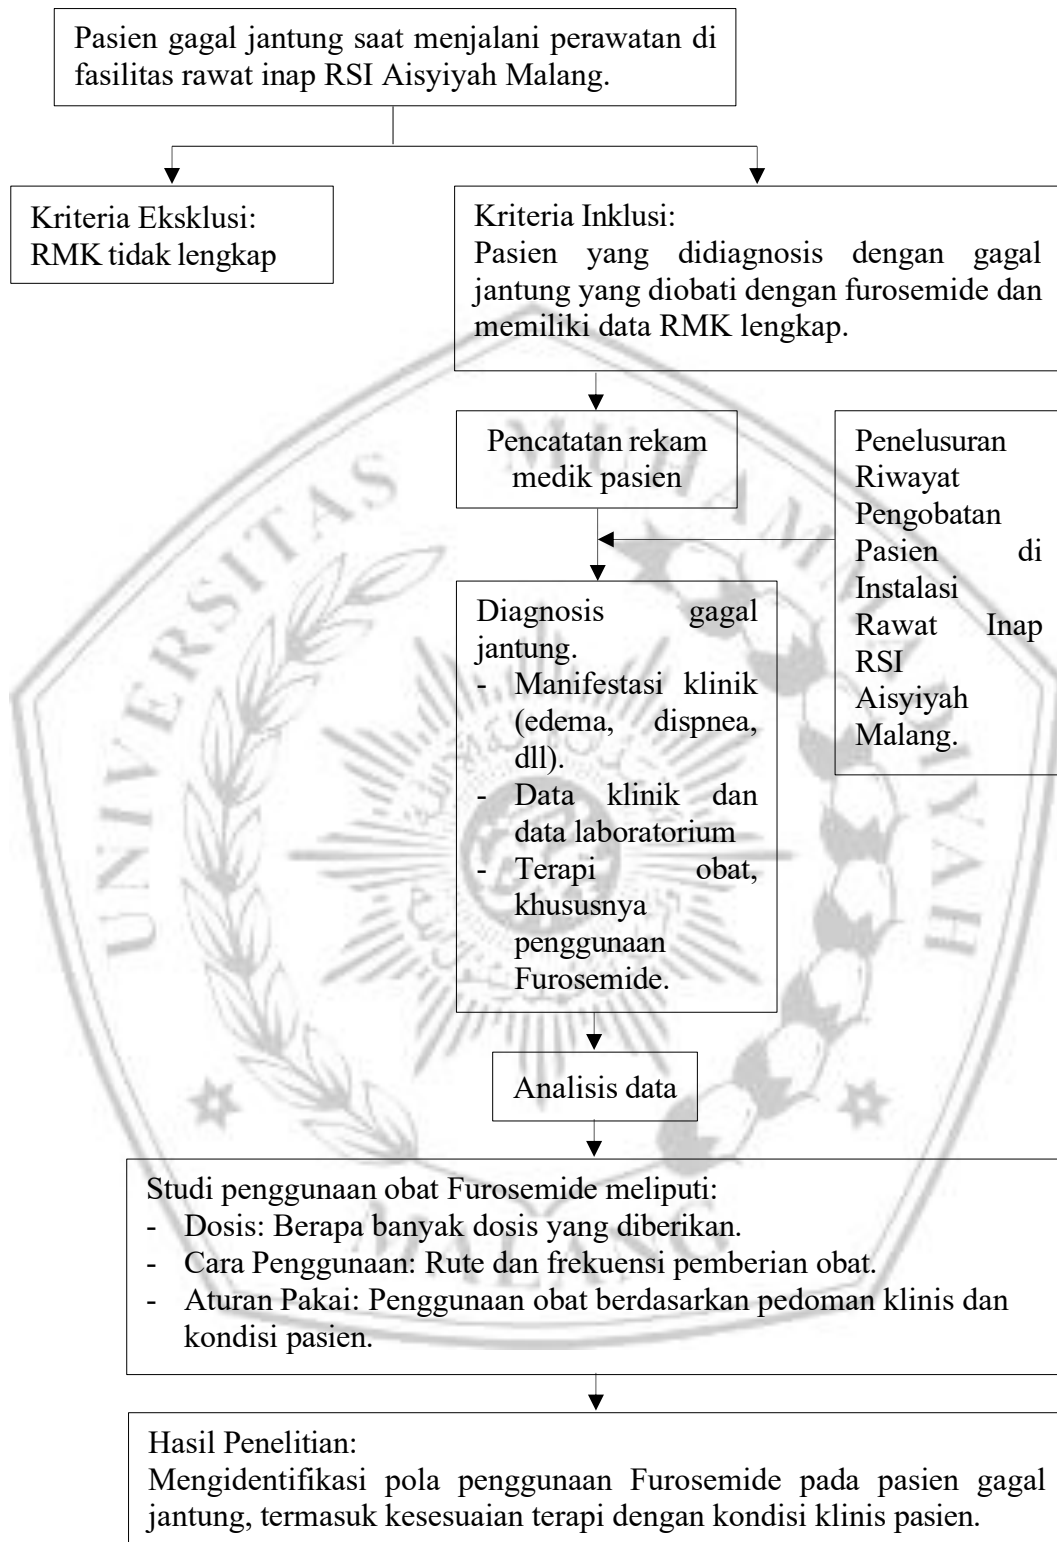 Pasien gagal jantung saat menjalani perawatan di
fasilitas rawat inap RSI Aisyiyah Malang.
Kriteria Eksklusi:
RMK tidak lengkap
Kriteria Inklusi:
Pasien yang didiagnosis dengan gagal
jantung yang diobati dengan furosemide dan
memiliki data RMK lengkap.
Pencatatan rekam
medik pasien
Penelusuran
Riwayat
Pengobatan
Pasien di
Instalasi
Rawat Inap
RSI
Aisyiyah
Malang.
Diagnosis gagal
jantung.
- Manifestasi klinik
(edema, dispnea,
dll).
- Data klinik dan
data laboratorium
- Terapi obat,
khususnya
penggunaan
Furosemide.
Analisis data
Studi penggunaan obat Furosemide meliputi:
- Dosis: Berapa banyak dosis yang diberikan.
- Cara Penggunaan: Rute dan frekuensi pemberian obat.
- Aturan Pakai: Penggunaan obat berdasarkan pedoman klinis dan
kondisi pasien.
Hasil Penelitian:
Mengidentifikasi pola penggunaan Furosemide pada pasien gagal
jantung, termasuk kesesuaian terapi dengan kondisi klinis pasien.
UNIVERSITAS MUHAMMADIYAH
MALANG